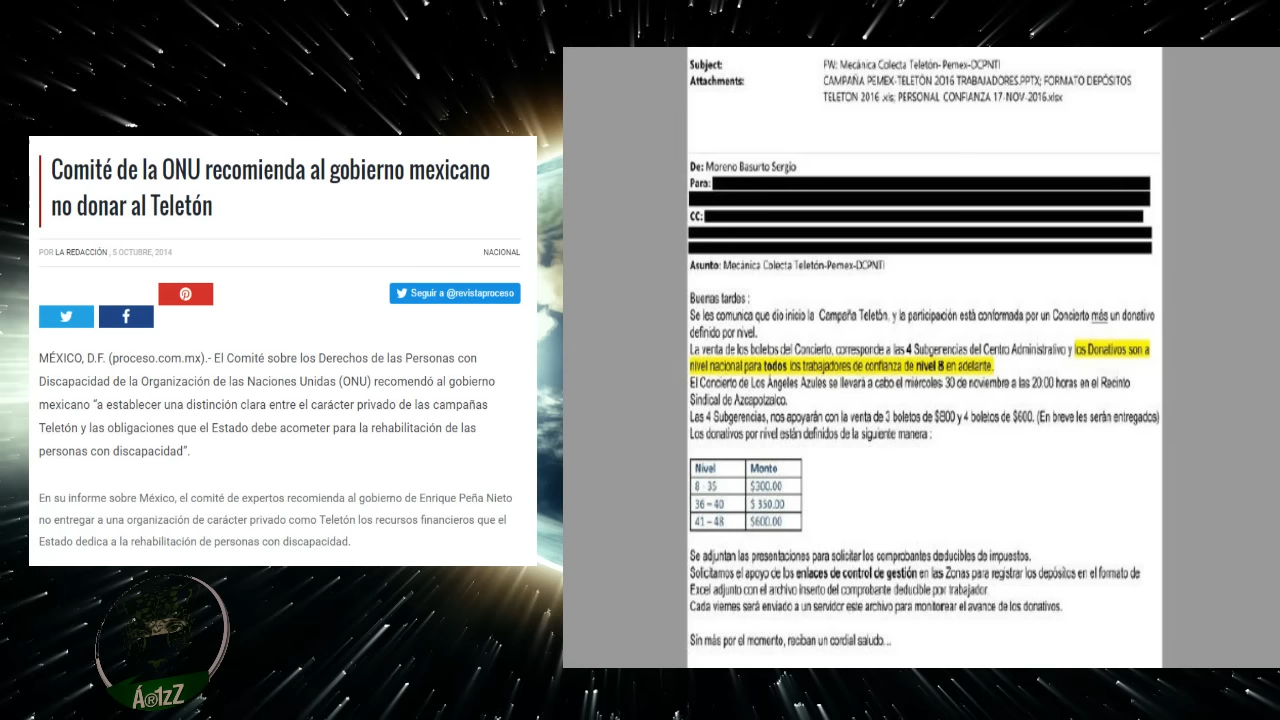 Comité de la ONU recomienda al gobierno mexicano
no donar al Teletón
POR LA REDACCIÓN , 5 OCTUBRE, 2014
NACIONAL
Seguir a @revistaproceso
MÉXICO, D.F. (proceso.com.mx).- El Comité sobre los Derechos de las Personas con
Discapacidad de la Organización de las Naciones Unidas (ONU) recomendó al gobierno
mexicano “a establecer una distinción clara entre el carácter privado de las campañas
Teletón y las obligaciones que el Estado debe acometer para la rehabilitación de las
personas con discapacidad”.
En su informe sobre México, el comité de expertos recomienda al gobierno de Enrique Peña Nieto
no entregar a una organización de carácter privado como Teletón los recursos financieros que el
Estado dedica a la rehabilitación de personas con discapacidad.
Á®1zZ
Subject: FW: Mecánica Colecta Teletón- Pemex-DCPNTI
Attachments: CAMPAÑA PEMEX-TELETÓN 2016 TRABAJADORES.PPTX; FORMATO DEPÓSITOS
TELETON 2016 .xls; PERSONAL CONFIANZA 17-NOV-2016.xlsx
De: Moreno Basurto Sergio
Para:
CC:
Asunto: Mecánica Colecta Teletón-Pemex-DCPNTI
Buenas tardes :
Se les comunica que dio inicio la Campaña Teletón, y la participación está conformada por un Concierto más un donativo
definido por nivel.
La venta de los boletos del Concierto, corresponde a las 4 Subgerencias del Centro Administrativo y los Donativos son a
nivel nacional para todos los trabajadores de confianza de nivel 8 en adelante.
El Concierto de Los Ángeles Azules se llevará a cabo el miércoles 30 de noviembre a las 20:00 horas en el Recinto
Sindical de Azcapotzalco.
Las 4 Subgerencias, nos apoyarán con la venta de 3 boletos de $800 y 4 boletos de $600. (En breve les serán entregados)
Los donativos por nivel están definidos de la siguiente manera :
Nivel Monto
8 - 35 $300.00
36 – 40 $ 350.00
41 – 48 $600.00
Se adjuntan las presentaciones para solicitar los comprobantes deducibles de impuestos.
Solicitamos el apoyo de los enlaces de control de gestión en las Zonas para registrar los depósitos en el formato de
Excel adjunto con el archivo inserto del comprobante deducible por trabajador.
Cada viernes será enviado a un servidor este archivo para monitorear el avance de los donativos.
Sin más por el momento, reciban un cordial saludo...